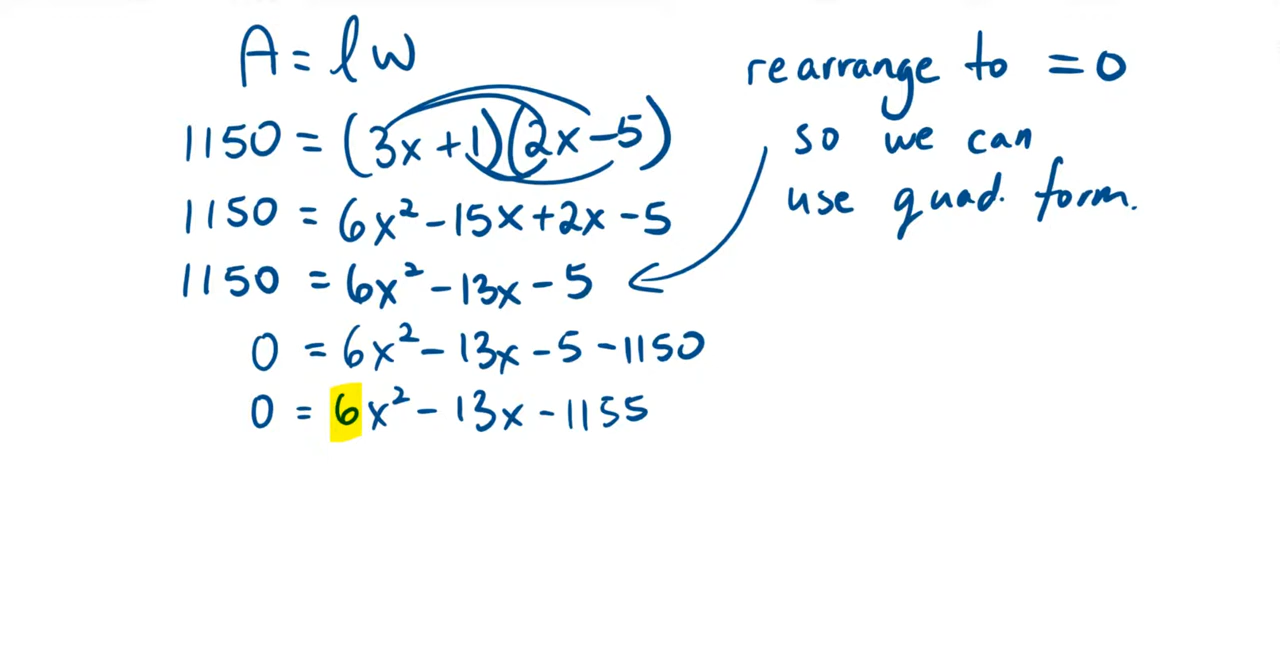 A = lw
1150 = (3x + 1)(2x - 5)
1150 = 6x² - 15x + 2x - 5
1150 = 6x² - 13x - 5
0 = 6x² - 13x - 5 - 1150
0 = 6x² - 13x - 1155
rearrange to = 0
so we can
use quad. form.